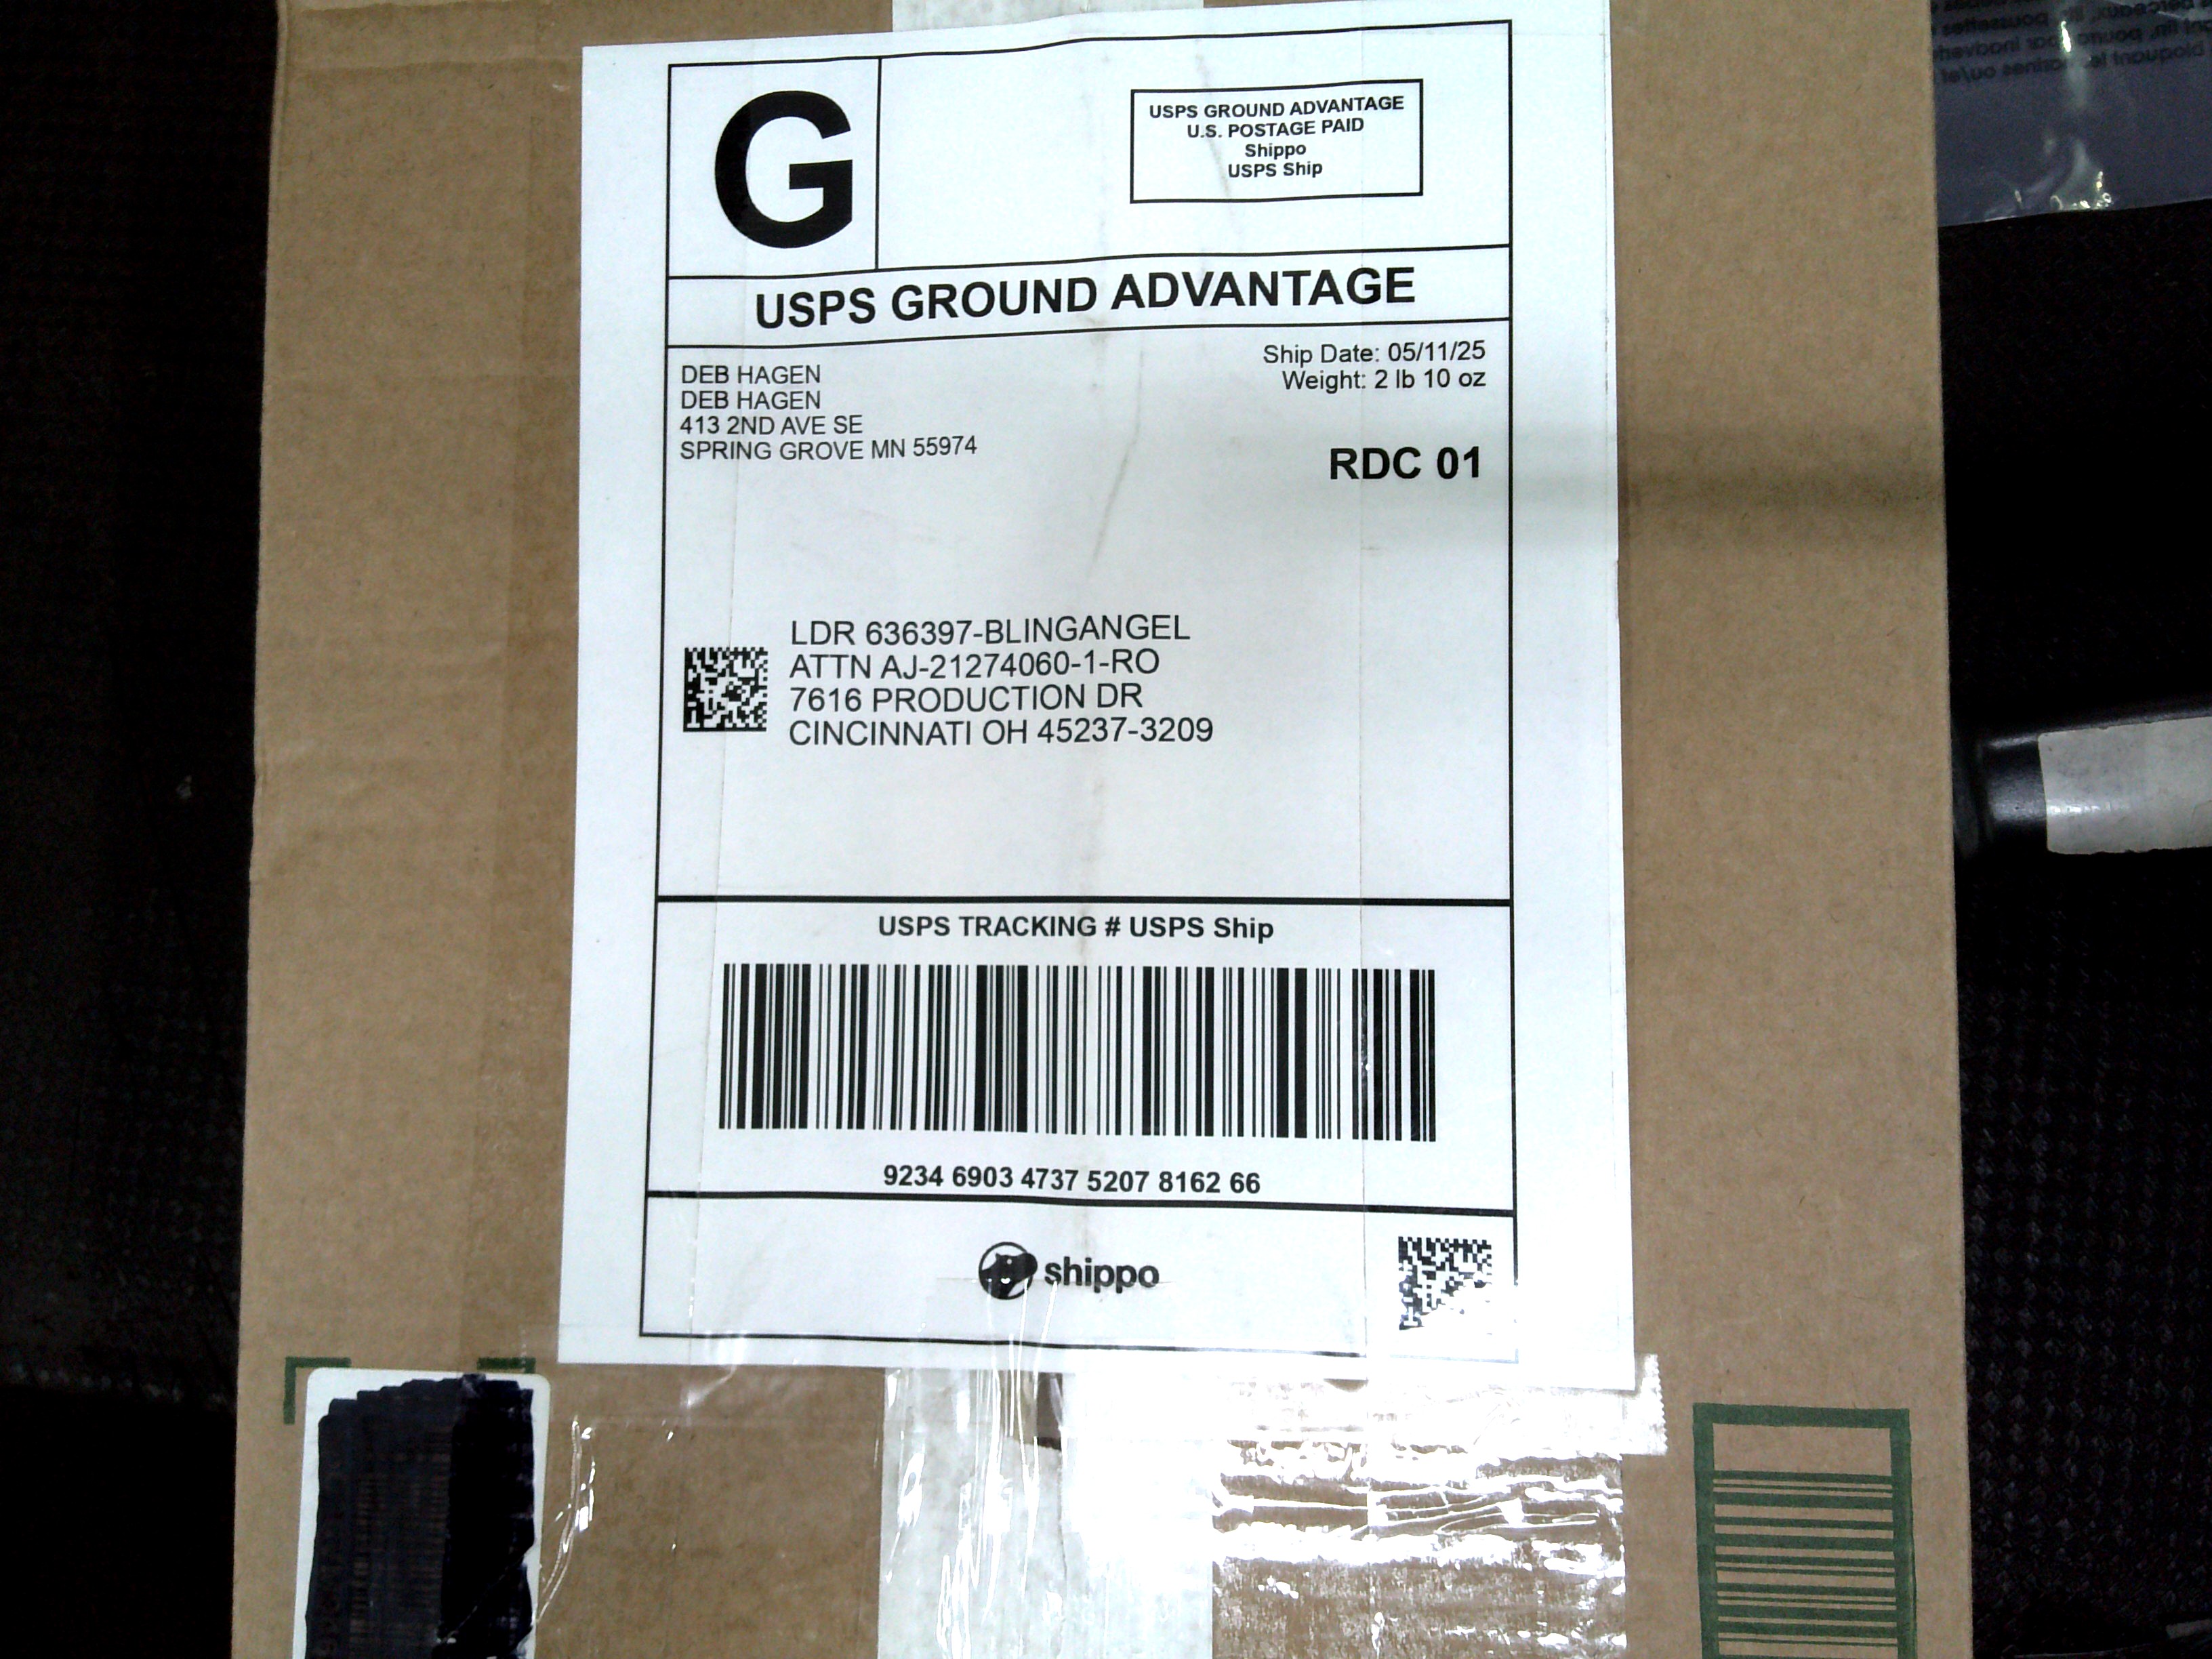 G
USPS GROUND ADVANTAGE
U.S. POSTAGE PAID
Shippo
USPS Ship
USPS GROUND ADVANTAGE
DEB HAGEN
DEB HAGEN
413 2ND AVE SE
SPRING GROVE MN 55974
Ship Date: 05/11/25
Weight: 2 lb 10 oz
RDC 01
LDR 636397-BLINGANGEL
ATTN AJ-21274060-1-RO
7616 PRODUCTION DR
CINCINNATI OH 45237-3209
USPS TRACKING # USPS Ship
9234 6903 4737 5207 8162 66
shippo